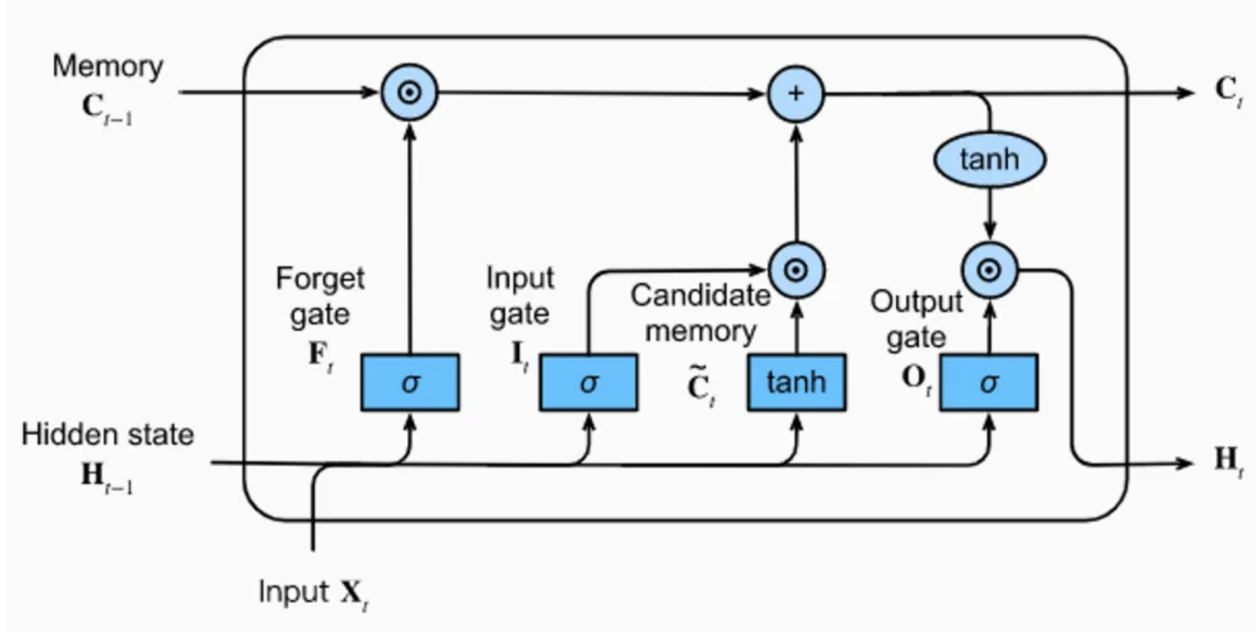 Memory
C_{t−1}
⊙
+
C_t
tanh
⊙
⊙
Forget
gate
F_t
Input
gate
I_t
Candidate
memory
C̃_t
Output
gate
O_t
σ
σ
tanh
σ
Hidden state
H_{t−1}
H_t
Input X_t